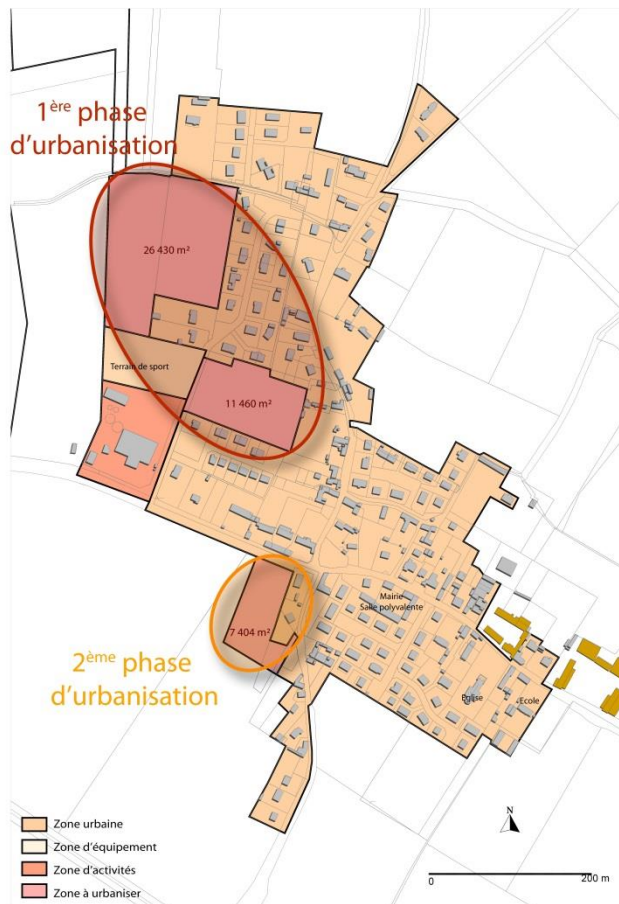 1ère phase
d'urbanisation
26 430 m²
Terrain de sport
11 460 m²
7 404 m²
2ème phase
d'urbanisation
Mairie
Salle polyvalente
Eglise
Ecole
Zone urbaine
Zone d'équipement
Zone d'activités
Zone à urbaniser
N
0
200 m